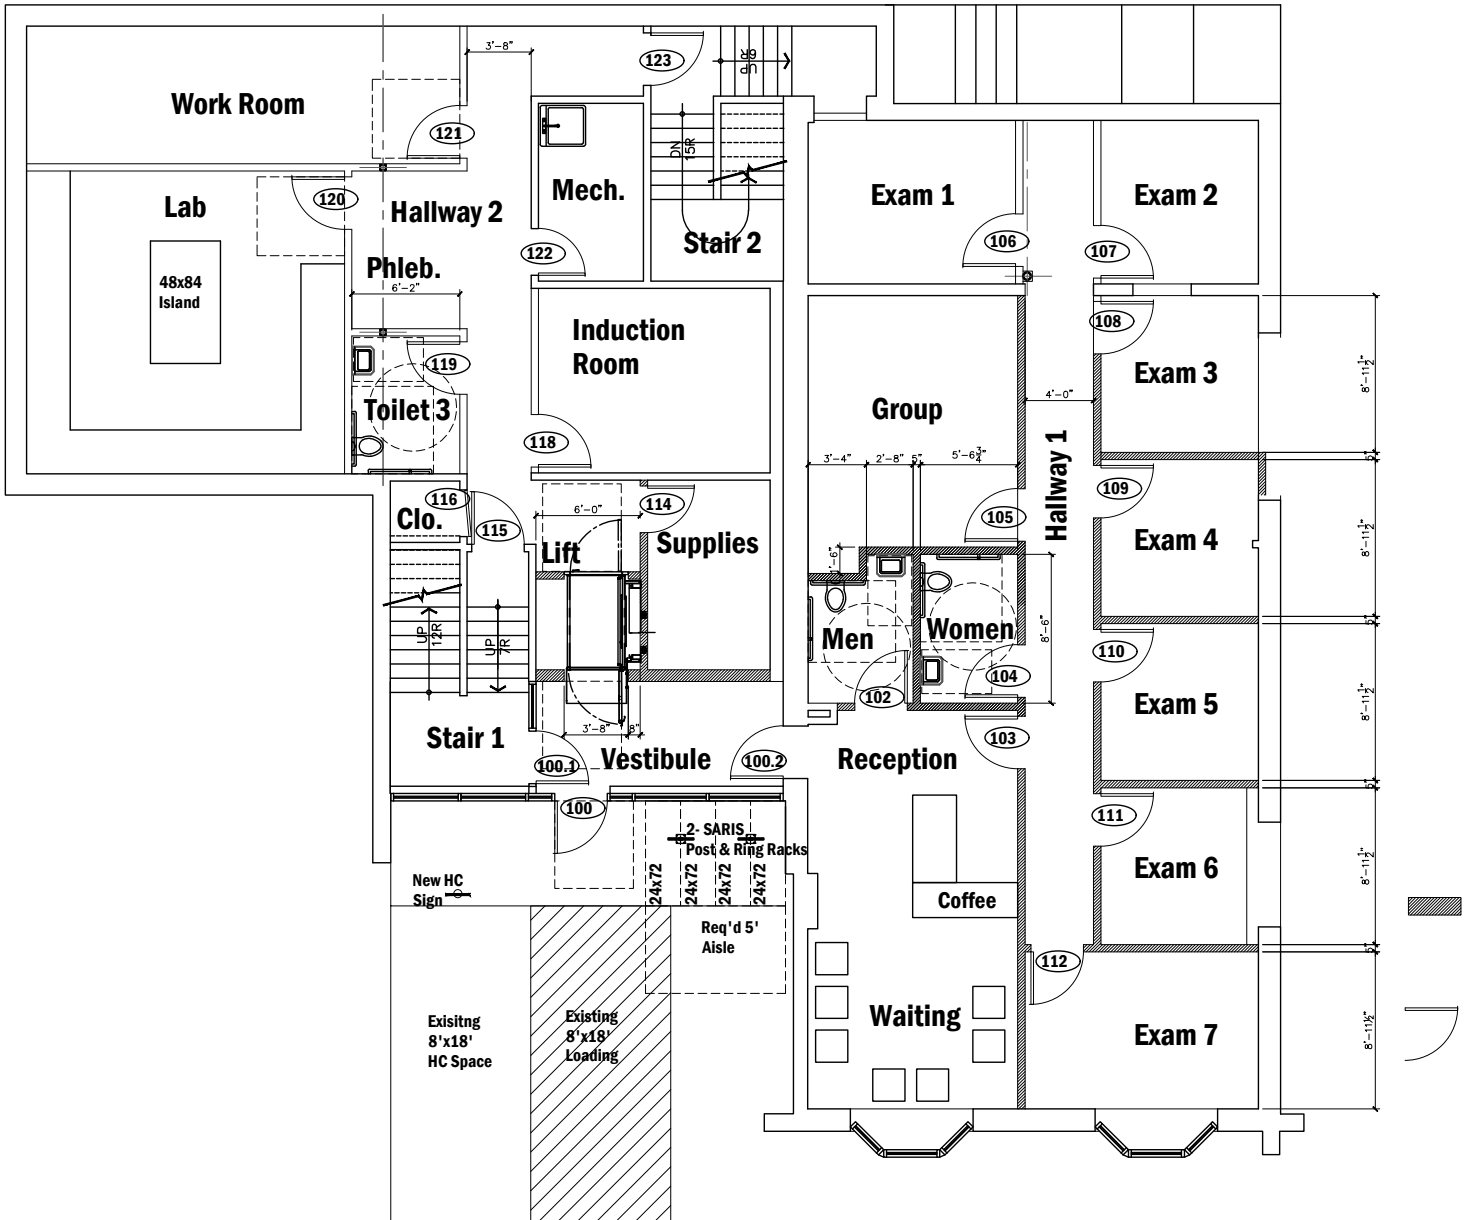 3'-8"
123
UP
6R
Work Room
121
DN
15R
Mech.
Exam 1
Exam 2
120
Lab
Hallway 2
Stair 2
106
107
122
Phleb.
6'-2"
48x84
Island
108
Induction
Room
119
Exam 3
8'-11½"
4'-0"
Toilet 3
Group
118
Hallway 1
3'-4"
2'-8"
5"
5'-6¾"
5"
109
116
114
Clo.
6'-0"
105
115
Lift
Supplies
Exam 4
8'-11½"
1'-6"
UP
12R
UP
7R
Men
Women
8'-6"
5"
110
104
102
Exam 5
8'-11½"
Stair 1
3'-8"
8"
103
100.1
Vestibule
100.2
Reception
5"
100
111
2- SARIS
Post & Ring Racks
Exam 6
8'-11½"
New HC
Sign
24x72
24x72
24x72
24x72
Coffee
Req'd 5'
Aisle
112
5"
Exisitng
8'x18'
HC Space
Existing
8'x18'
Loading
Waiting
Exam 7
8'-11½"